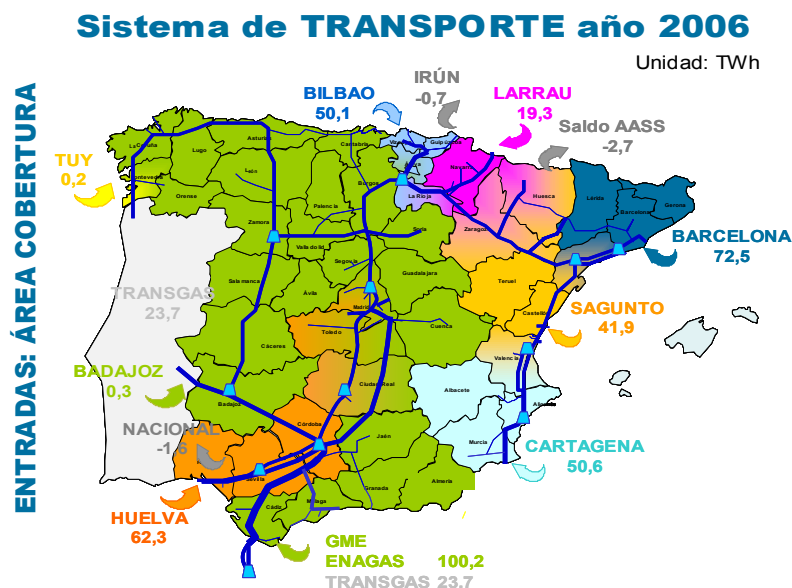 Sistema de TRANSPORTE año 2006
Unidad: TWh
ENTRADAS: ÁREA COBERTURA
IRÚN
-0,7
BILBAO
50,1
LARRAU
19,3
Saldo AASS
-2,7
TUY
0,2
BARCELONA
72,5
TRANSGAS
23,7
SAGUNTO
41,9
BADAJOZ
0,3
NACIONAL
-1,6
CARTAGENA
50,6
HUELVA
62,3
GME
ENAGAS 100,2
TRANSGAS 23,7
La Coruña
Lugo
Asturias
Cantabria
Guipúzcoa
Pontevedra
Orense
León
Palencia
Burgos
La Rioja
Navarra
Huesca
Lérida
Barcelona
Gerona
Zamora
Valladolid
Soria
Zaragoza
Segovia
Salamanca
Ávila
Guadalajara
Teruel
Madrid
Castellón
Toledo
Cuenca
Cáceres
Valencia
Ciudad Real
Albacete
Badajoz
Alicante
Córdoba
Jaén
Murcia
Sevilla
Granada
Almería
Málaga
Cádiz